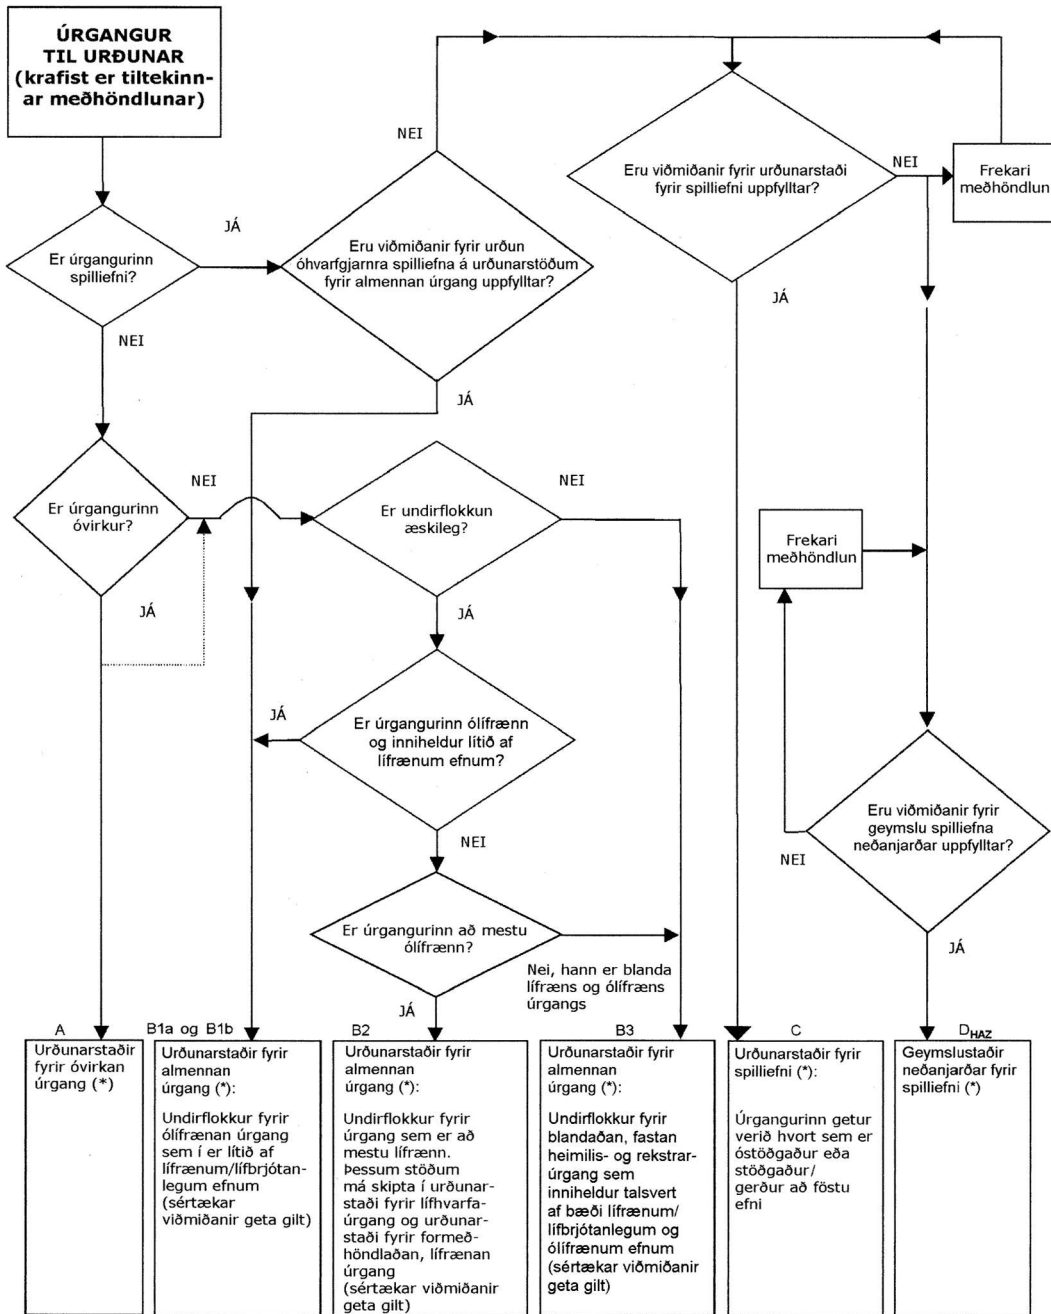 ÚRGANGUR
TIL URÐUNAR
(krafist er tiltekinn-
ar meðhöndlunar)
Er úrgangurinn
spilliefni?
JÁ
NEI
Eru viðmiðanir fyrir urðun
óhvarfgjarnra spilliefna á urðunarstöðum
fyrir almennan úrgang uppfylltar?
NEI
JÁ
Eru viðmiðanir fyrir urðunarstaði
fyrir spilliefni uppfylltar?
NEI
JÁ
Frekari
meðhöndlun
Er úrgangurinn
óvirkur?
NEI
JÁ
Er undirflokkun
æskileg?
NEI
JÁ
Frekari
meðhöndlun
Er úrgangurinn ólífrænn
og inniheldur lítið af
lífrænum efnum?
JÁ
NEI
Eru viðmiðanir fyrir
geymslu spilliefna
neðanjarðar uppfylltar?
NEI
JÁ
Er úrgangurinn að mestu
ólífrænn?
Nei, hann er blanda
lífræns og ólífræns
úrgangs
JÁ
A
Urðunarstaðir
fyrir óvirkan
úrgang (*)
B1a og B1b
Urðunarstaðir fyrir
almennan
úrgang (*):
Undirflokkur fyrir
ólífrænan úrgang
sem í er lítið af
lífrænum/lífbrjótan-
legum efnum
(sértækar
viðmiðanir geta gilt)
B2
Urðunarstaðir fyrir
almennan
úrgang (*):
Undirflokkur fyrir
úrgang sem er að
mestu lífrænn.
Þessum stöðum
má skipta í urðunar-
staði fyrir lífhvarfa-
úrgang og urðunar-
staði fyrir formeð-
höndlaðan, lífrænan
úrgang
(sértækar viðmiðanir
geta gilt)
B3
Urðunarstaðir fyrir
almennan
úrgang (*):
Undirflokkur fyrir
blandaðan, fastan
heimilis- og rekstrar-
úrgang sem
inniheldur talsvert
af bæði lífrænum/
lífbrjótanlegum og
ólífrænum efnum
(sértækar viðmiðanir
geta gilt)
C
Urðunarstaðir fyrir
spilliefni (*):
Úrgangurinn getur
verið hvort sem er
óstöðgaður eða
stöðgaður/
gerður að föstu
efni
D HAZ
Geymslustaðir
neðanjarðar fyrir
spilliefni (*)